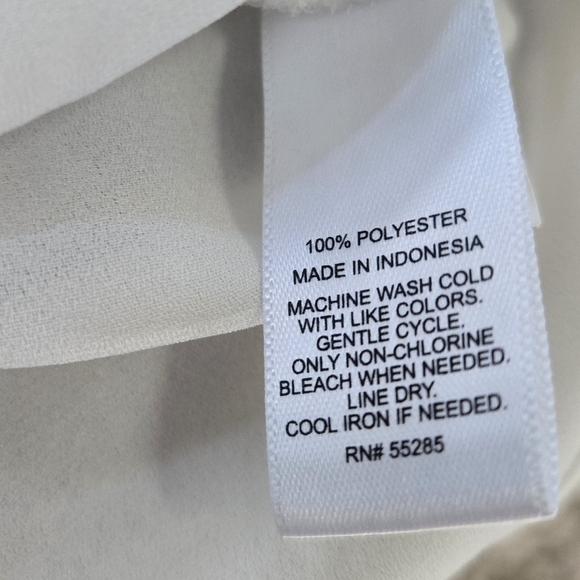 100% POLYESTER
MADE IN INDONESIA
MACHINE WASH COLD
WITH LIKE COLORS.
GENTLE CYCLE.
ONLY NON-CHLORINE
BLEACH WHEN NEEDED.
LINE DRY.
COOL IRON IF NEEDED.
RN# 55285